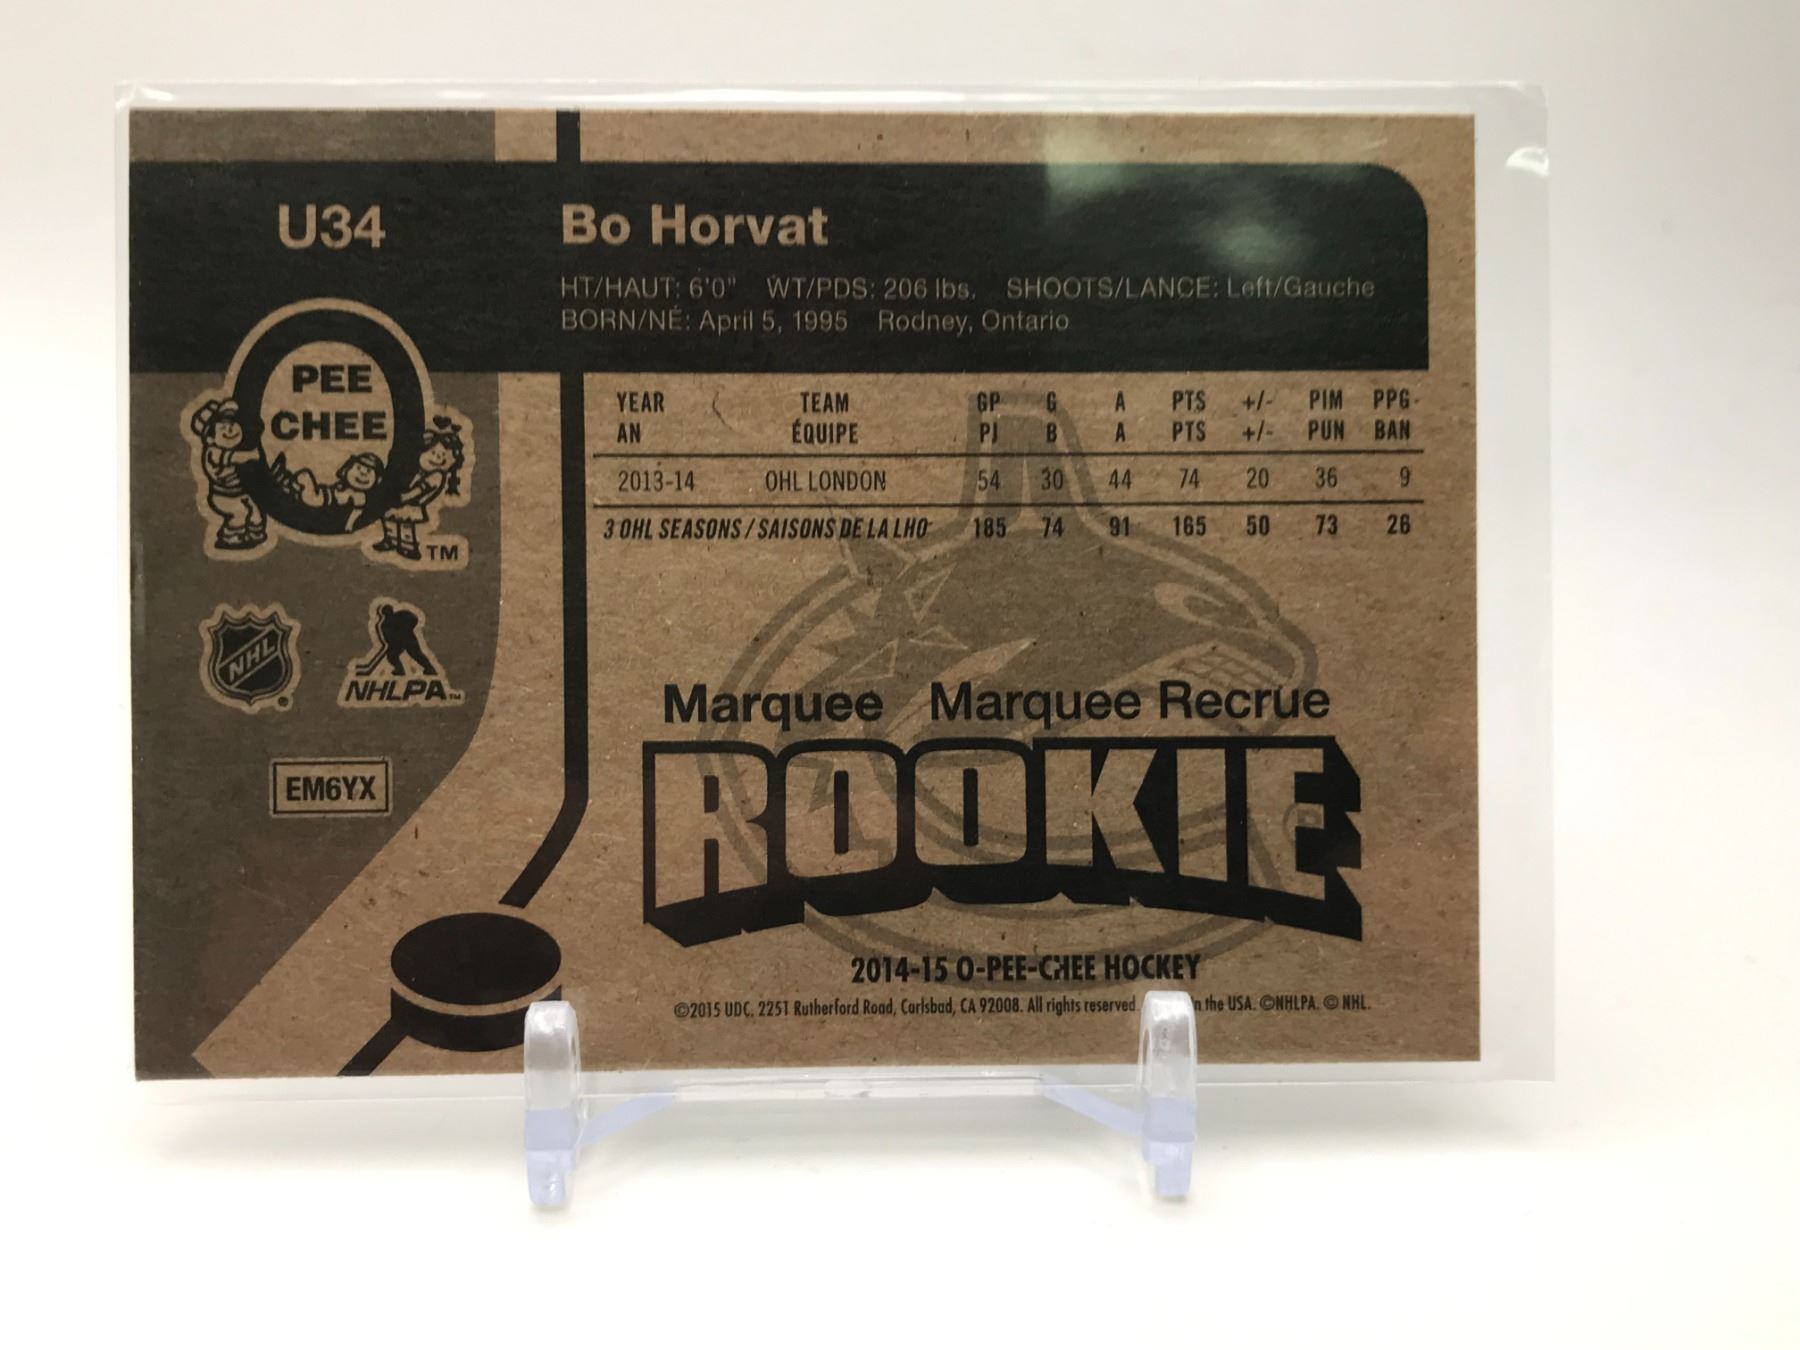 U34
Bo Horvat
HT/HAUT: 6'0" WT/PDS: 206 lbs. SHOOTS/LANCE: Left/Gauche
BORN/NÉ: April 5, 1995 Rodney, Ontario
PEE
CHEE
TM
NHL
NHLPA
EM6YX
YEAR TEAM GP G A PTS +/- PIM PPG
AN ÉQUIPE PJ B A PTS +/- PUN BAN
2013-14 OHL LONDON 54 30 44 74 20 36 9
3 OHL SEASONS / SAISONS DE LA LHO 185 74 91 165 50 73 26
Marquee Marquee Recrue
ROOKIE
2014-15 O-PEE-CHEE HOCKEY
©2015 UDC. 2251 Rutherford Road, Carlsbad, CA 92008. All rights reserved. in the USA. ©NHLPA. © NHL.